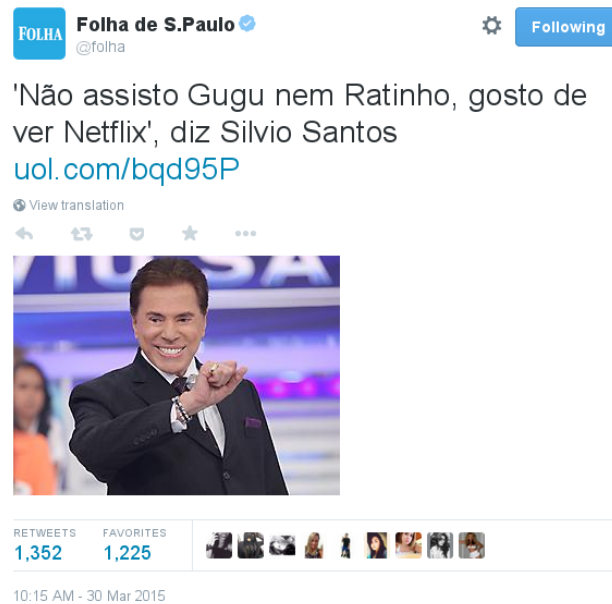 FOLHA
Folha de S.Paulo
@folha
Following
'Não assisto Gugu nem Ratinho, gosto de
ver Netflix', diz Silvio Santos
uol.com/bqd95P
View translation
RETWEETS
FAVORITES
1,352
1,225
10:15 AM - 30 Mar 2015